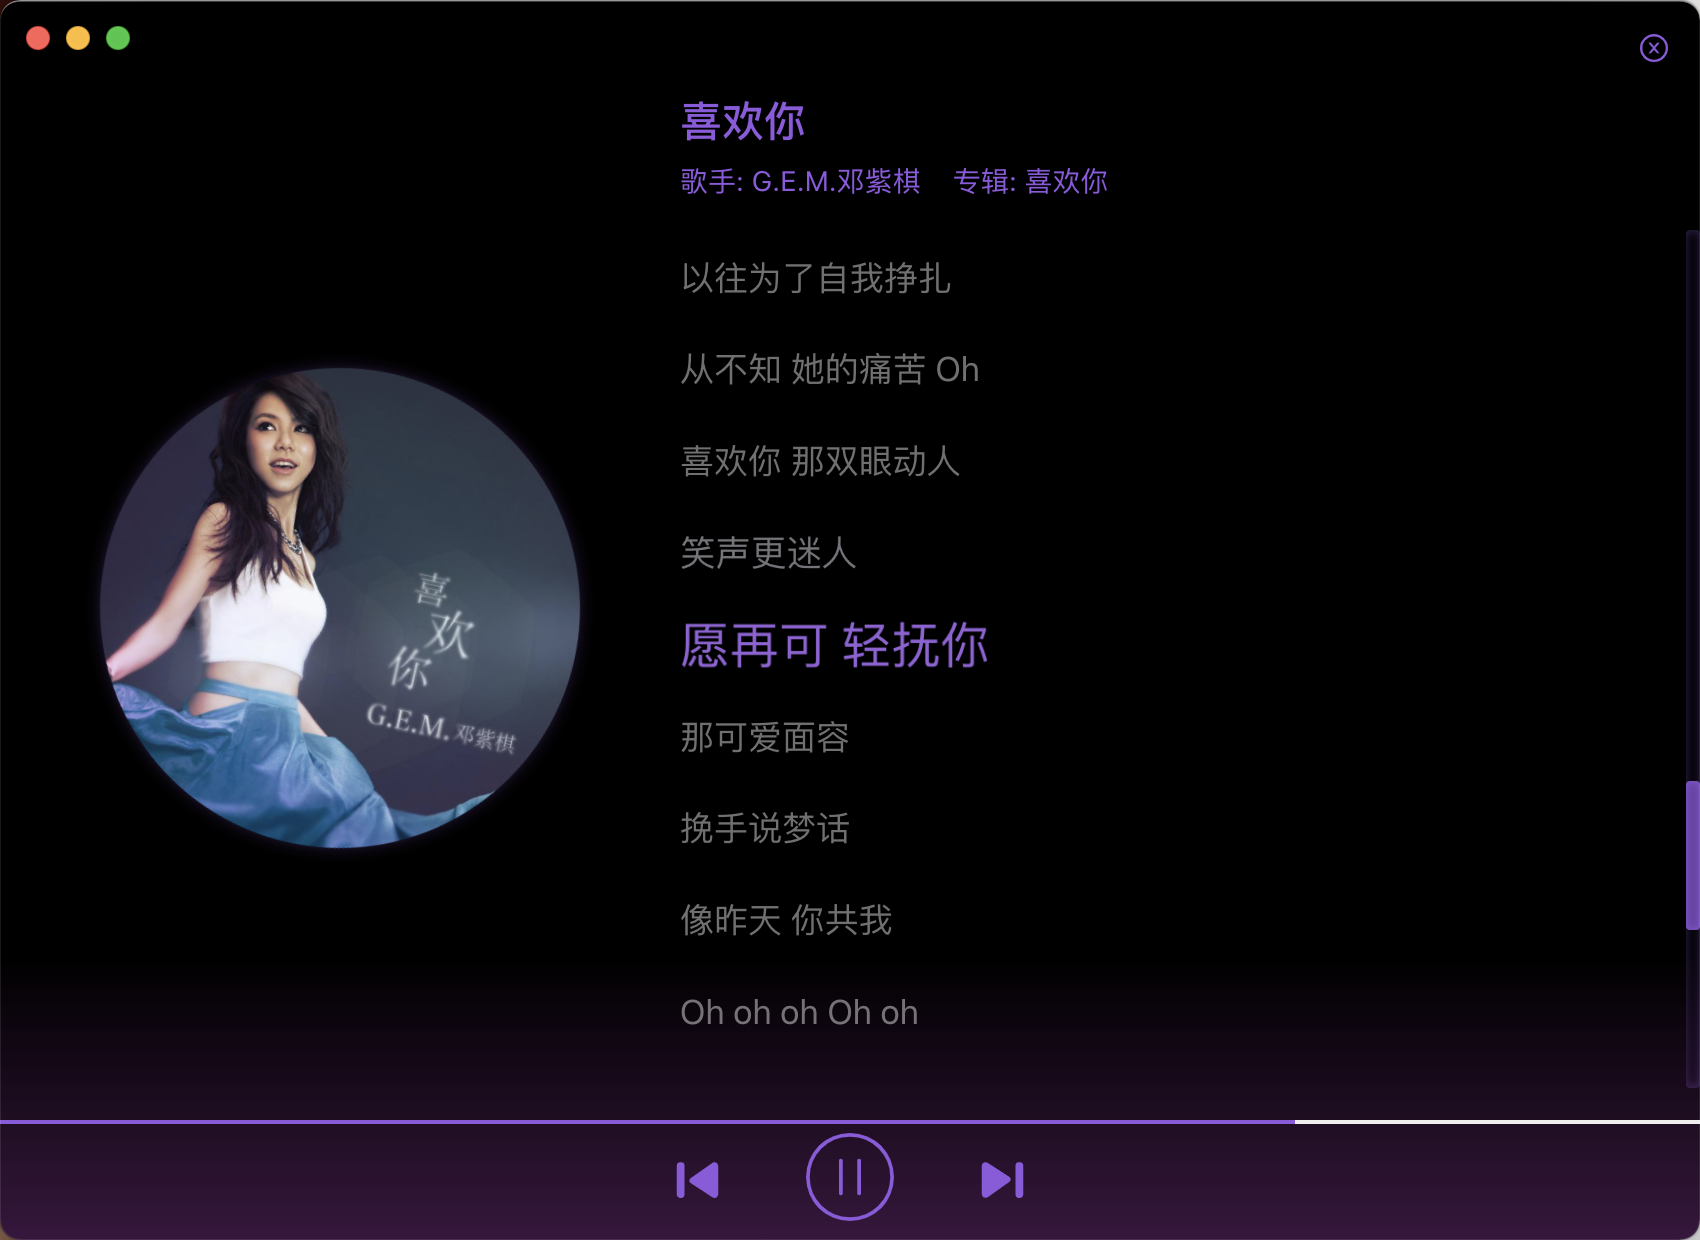 喜欢你
歌手: G.E.M.邓紫棋 专辑: 喜欢你
以往为了自我挣扎
从不知 她的痛苦 Oh
喜欢你 那双眼动人
笑声更迷人
愿再可 轻抚你
那可爱面容
挽手说梦话
像昨天 你共我
Oh oh oh Oh oh
喜
欢
你
G.E.M. 邓紫棋